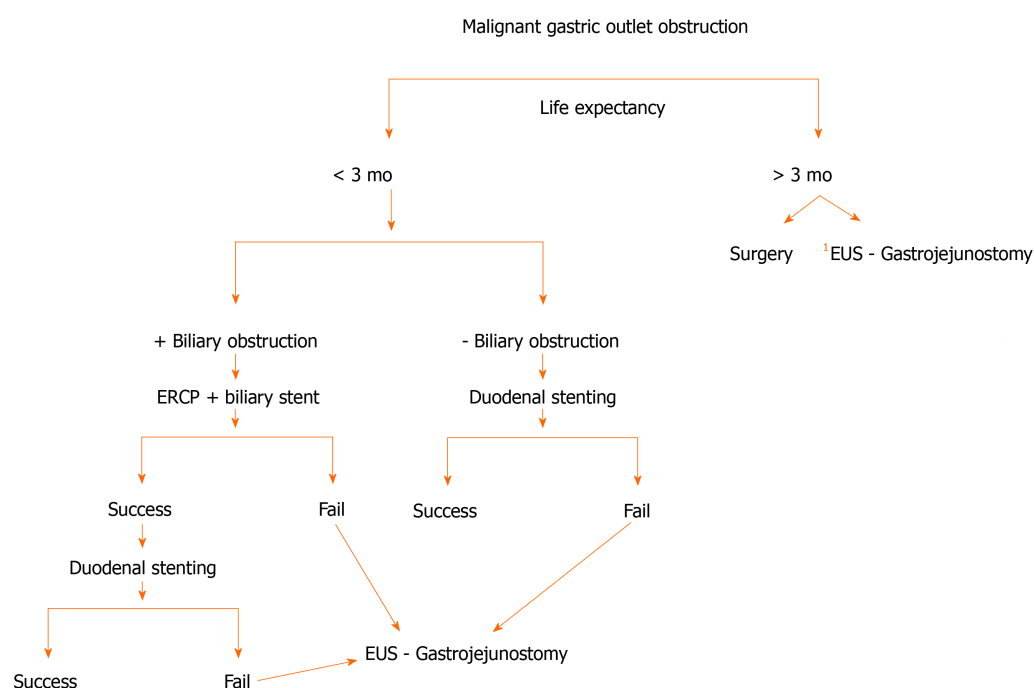 Malignant gastric outlet obstruction
Life expectancy
< 3 mo
> 3 mo
Surgery
1EUS - Gastrojejunostomy
+ Biliary obstruction
- Biliary obstruction
ERCP + biliary stent
Duodenal stenting
Success
Fail
Success
Fail
Duodenal stenting
EUS - Gastrojejunostomy
Success
Fail